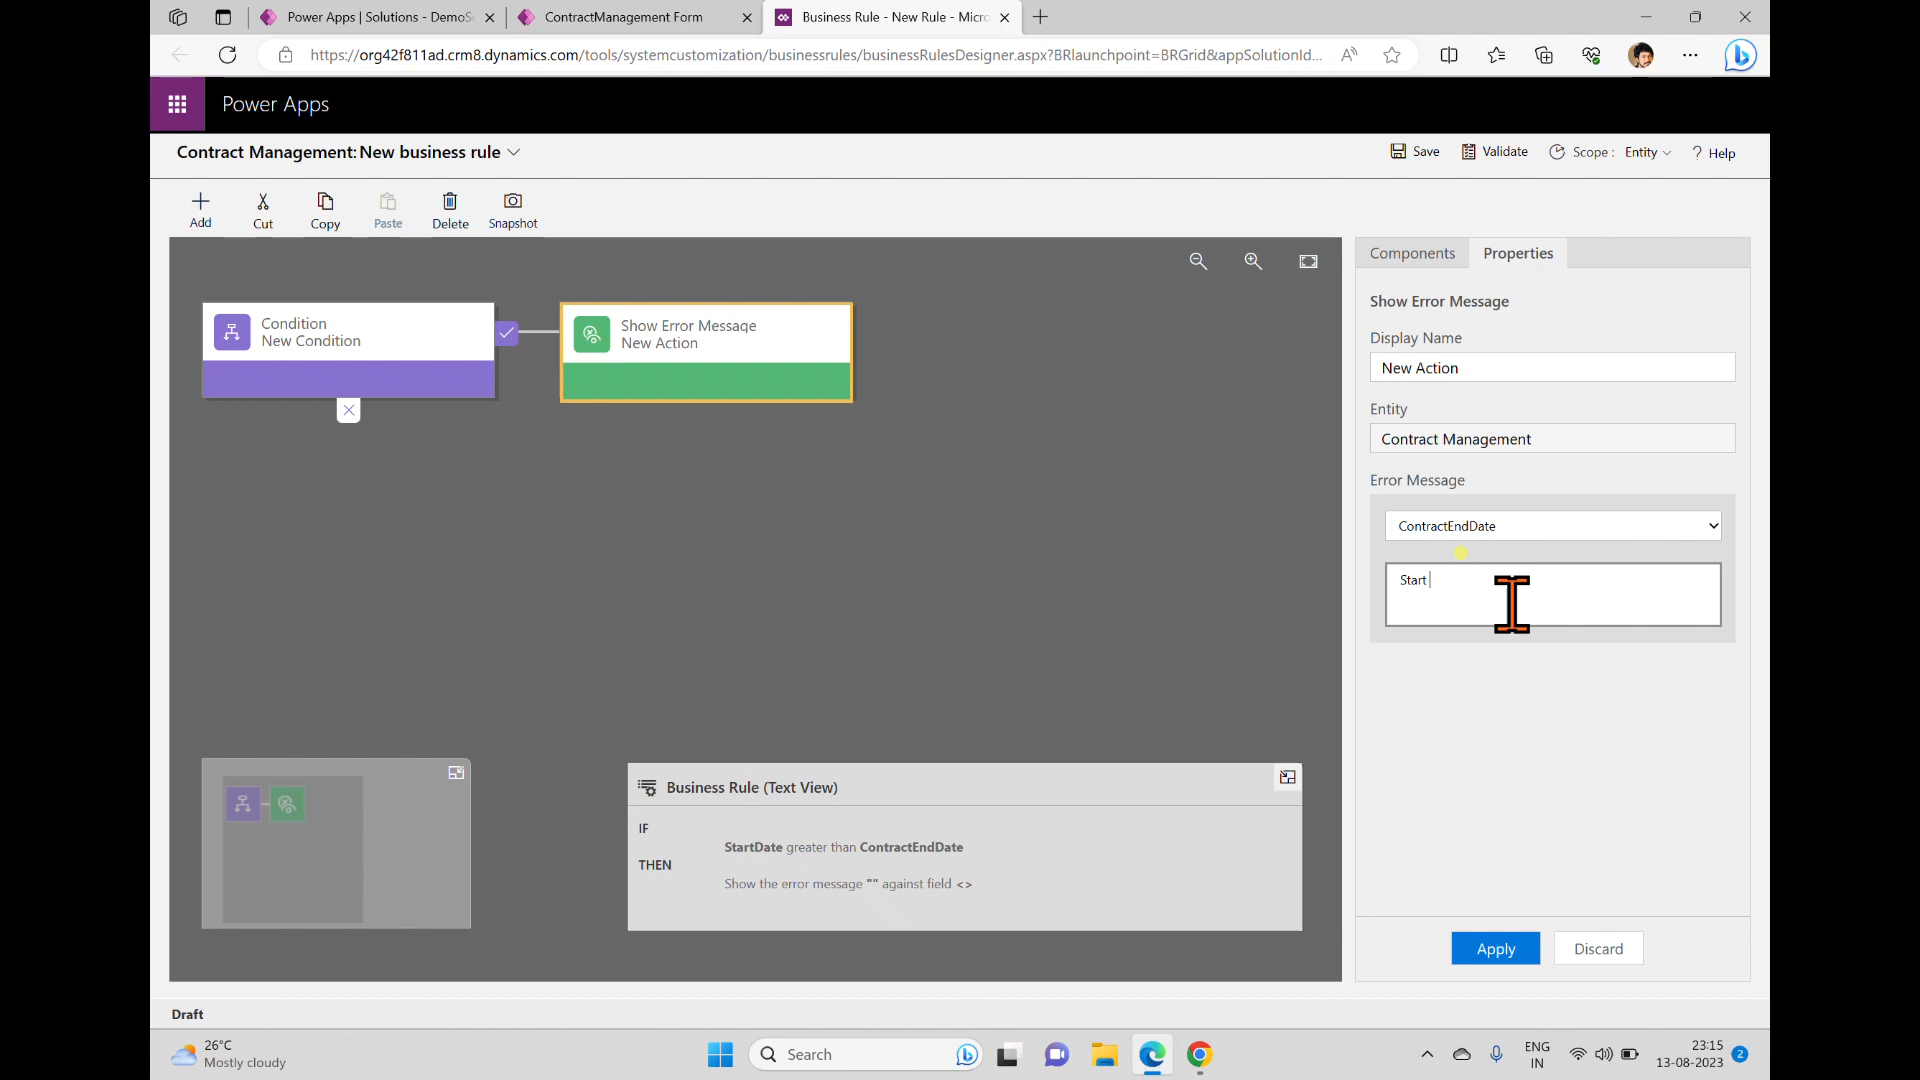 Power Apps | Solutions - DemoS
ContractManagement Form
Business Rule - New Rule - Micro
https://org42f811ad.crm8.dynamics.com/tools/systemcustomization/businessrules/businessRulesDesigner.aspx?BRlaunchpoint=BRGrid&appSolutionId...
Power Apps
Contract Management: New business rule
Save
Validate
Scope :
Entity
? Help
Add
Cut
Copy
Paste
Delete
Snapshot
Components
Properties
Condition
New Condition
Show Error Message
New Action
Show Error Message
Display Name
New Action
Entity
Contract Management
Error Message
ContractEndDate
Start
Business Rule (Text View)
IF
StartDate greater than ContractEndDate
THEN
Show the error message "" against field <>
Apply
Discard
Draft
26°C
Mostly cloudy
Search
ENG
IN
23:15
13-08-2023
2